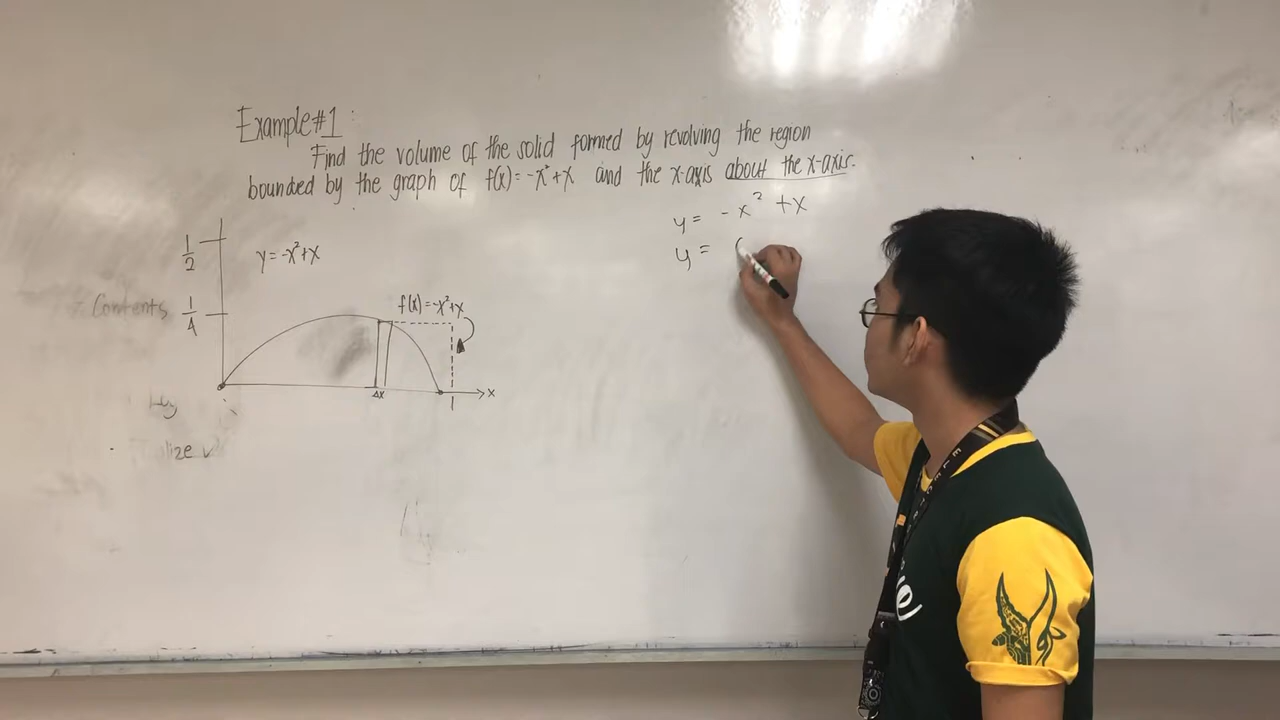 Example#1:
Find the volume of the solid formed by revolving the region
bounded by the graph of f(x) = -x²+x and the x-axis about the x-axis.
y = -x² + x
y = (
1/2
y = -x²+x
Contents
1/4
f(x) = -x²+x
Δx
1
x